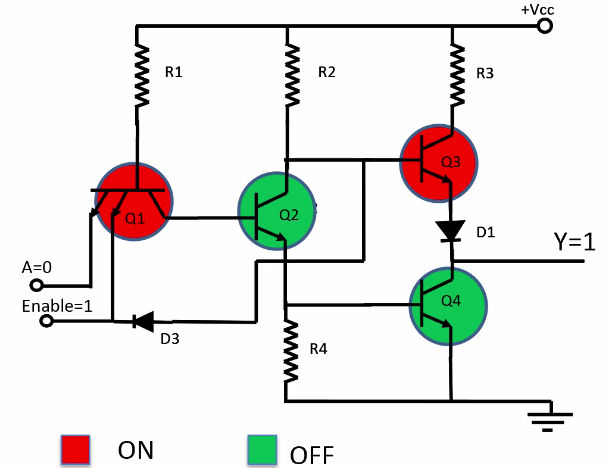 +Vcc
R1
R2
R3
Q3
Q1
Q2
D1
Y=1
A=0
Enable=1
Q4
D3
R4
ON
OFF